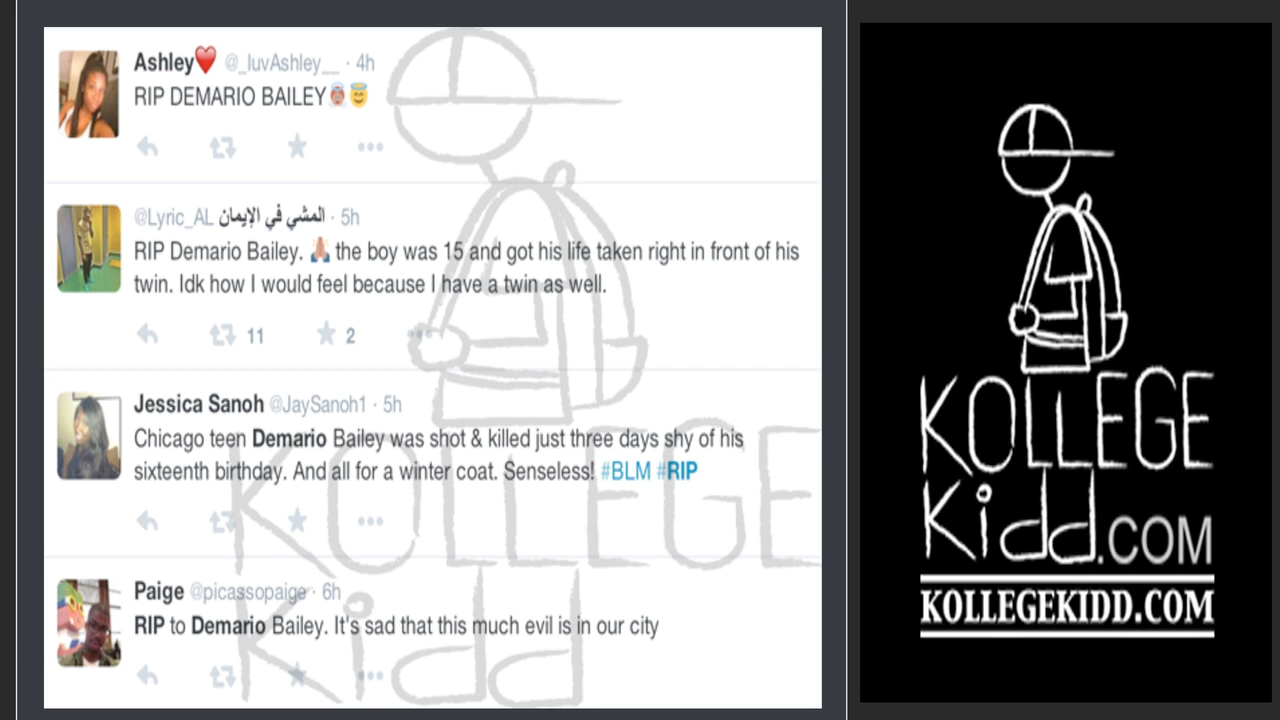 Ashley❤️ @_luvAshley__ · 4h
RIP DEMARIO BAILEY👼😇
@Lyric_AL المشي في الإيمان · 5h
RIP Demario Bailey. 🙏 the boy was 15 and got his life taken right in front of his
twin. Idk how I would feel because I have a twin as well.
11 2
Jessica Sanoh @JaySanoh1 · 5h
Chicago teen Demario Bailey was shot & killed just three days shy of his
sixteenth birthday. And all for a winter coat. Senseless! #BLM #RIP
Paige @picassopaige · 6h
RIP to Demario Bailey. It's sad that this much evil is in our city
KOLLEGE
Kidd
KOLLEGE
Kidd.COM
KOLLEGEKIDD.COM